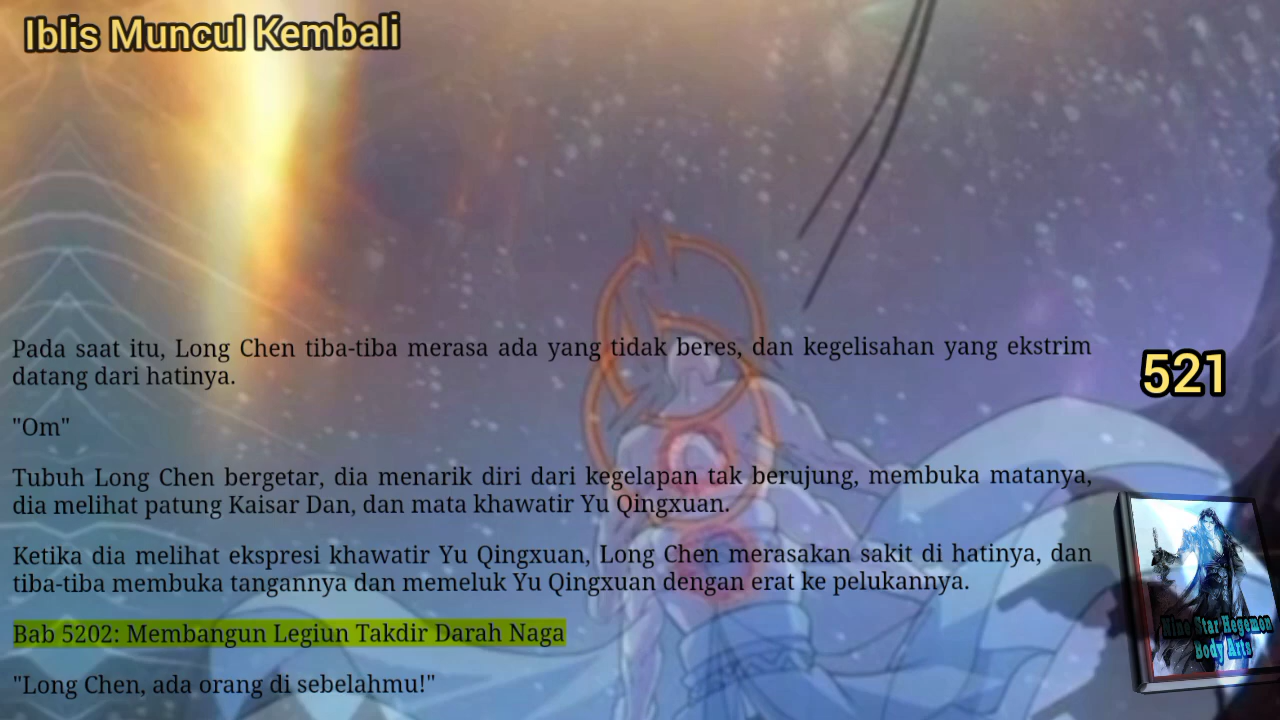 Iblis Muncul Kembali
Pada saat itu, Long Chen tiba-tiba merasa ada yang tidak beres, dan kegelisahan yang ekstrim
datang dari hatinya.
521
"Om"
Tubuh Long Chen bergetar, dia menarik diri dari kegelapan tak berujung, membuka matanya,
dia melihat patung Kaisar Dan, dan mata khawatir Yu Qingxuan.
Ketika dia melihat ekspresi khawatir Yu Qingxuan, Long Chen merasakan sakit di hatinya, dan
tiba-tiba membuka tangannya dan memeluk Yu Qingxuan dengan erat ke pelukannya.
Nine Star Hegemon
Body Arts
Bab 5202: Membangun Legiun Takdir Darah Naga
"Long Chen, ada orang di sebelahmu!"